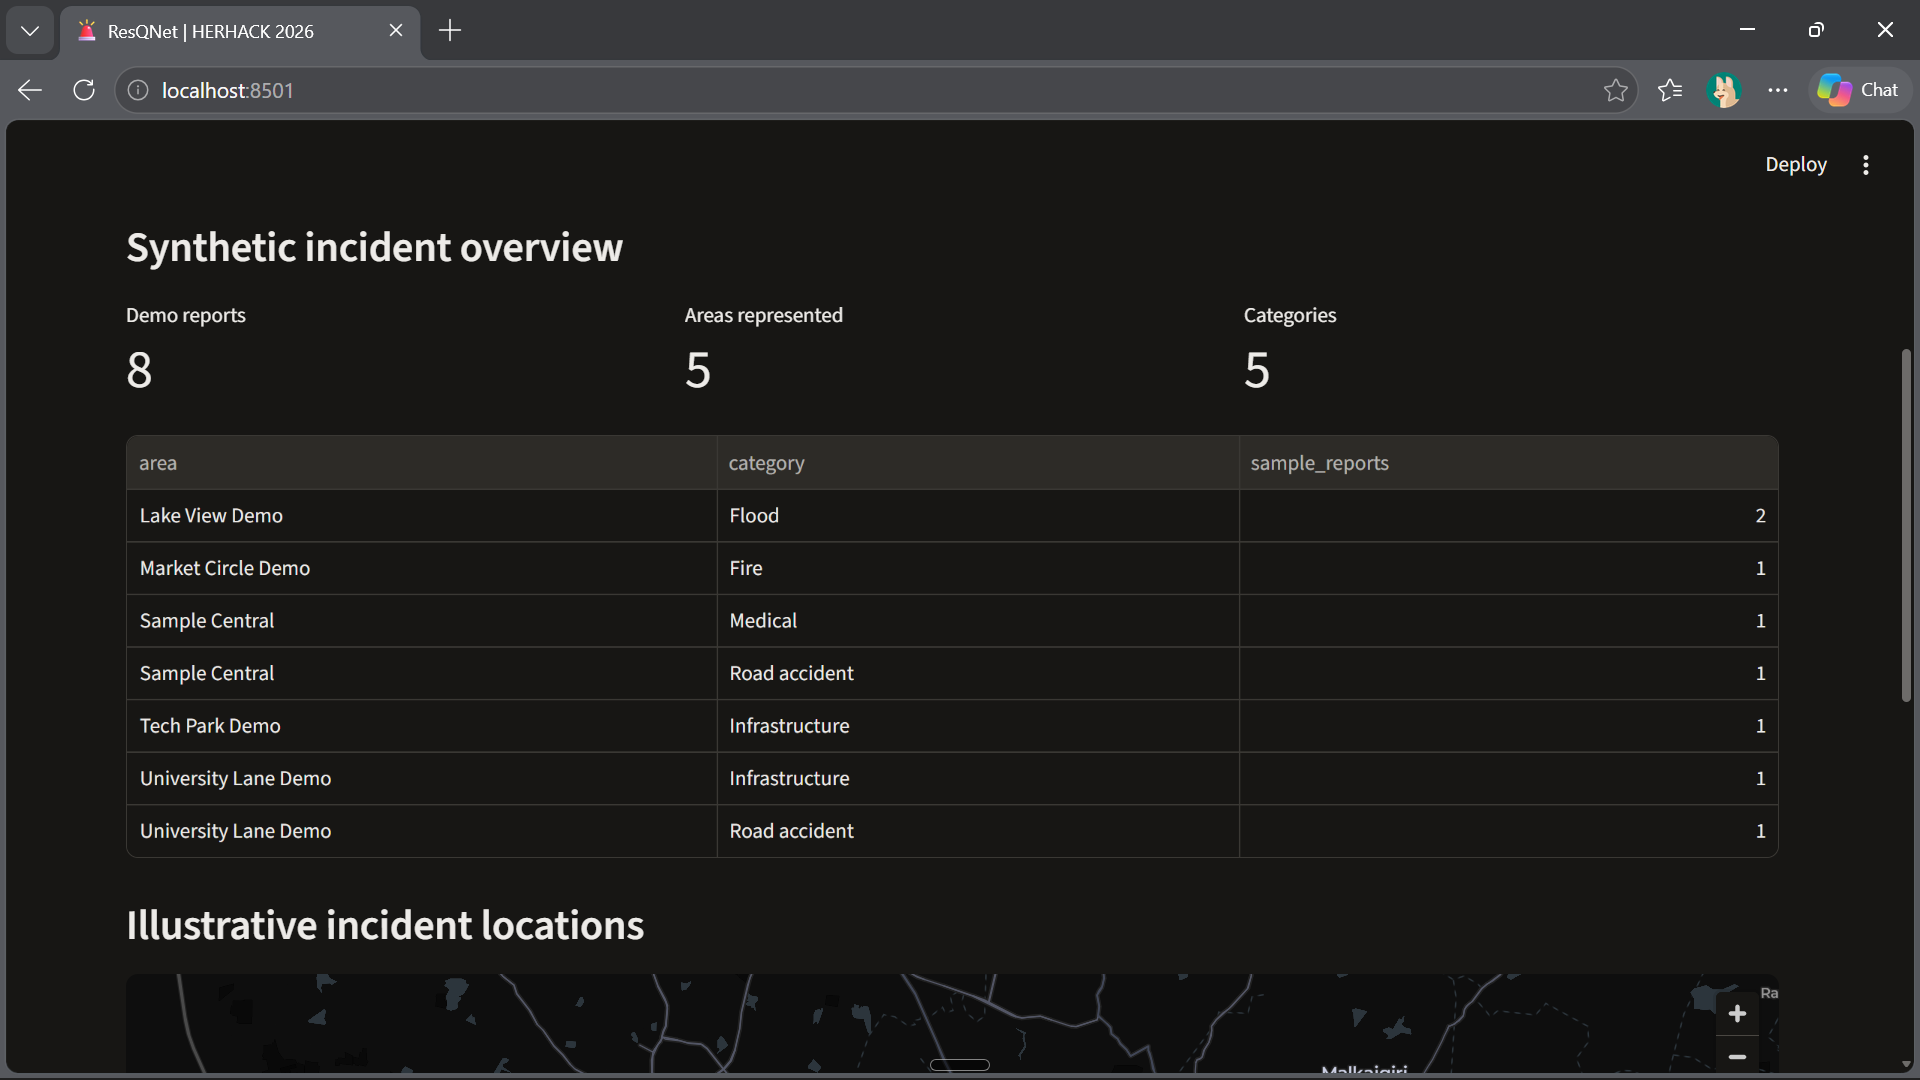 ResQNet | HERHACK 2026
localhost:8501
Chat
Deploy
Synthetic incident overview
Demo reports
Areas represented
Categories
8
5
5
area category sample_reports
Lake View Demo Flood 2
Market Circle Demo Fire 1
Sample Central Medical 1
Sample Central Road accident 1
Tech Park Demo Infrastructure 1
University Lane Demo Infrastructure 1
University Lane Demo Road accident 1
Illustrative incident locations
Ra
Malkajgiri